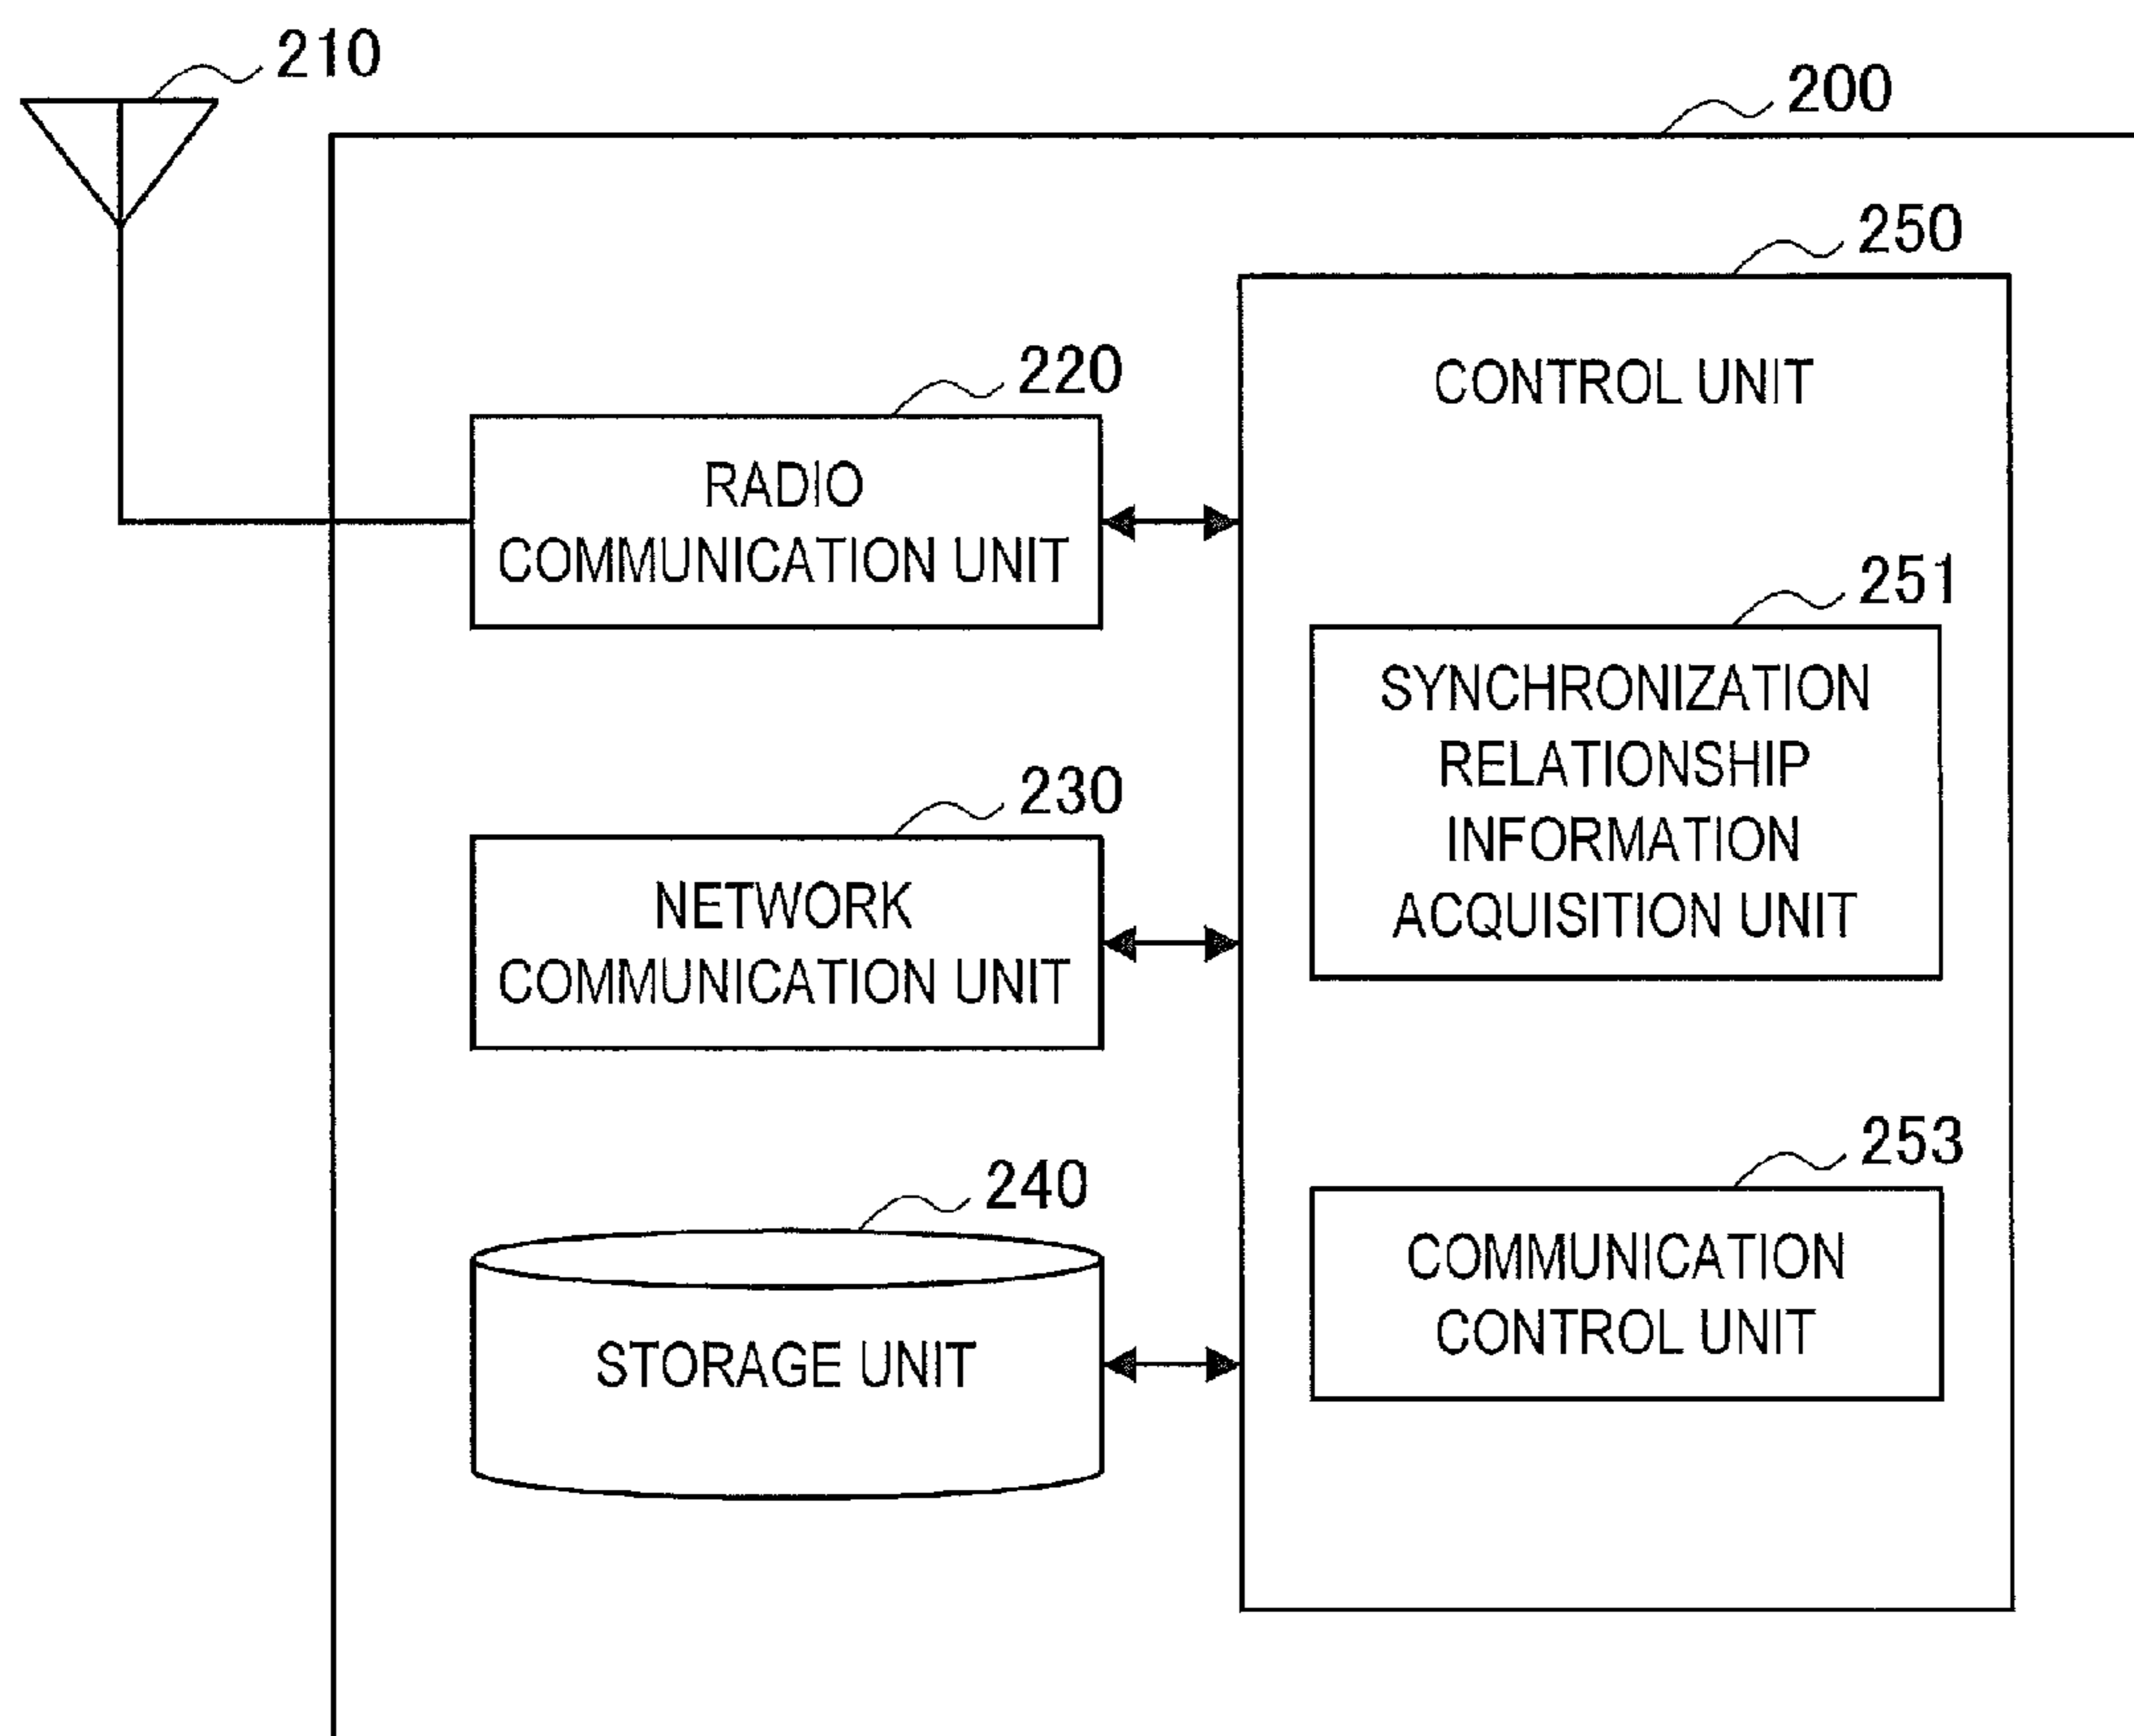 210
200
250
CONTROL UNIT
220
RADIO
COMMUNICATION UNIT
251
SYNCHRONIZATION
RELATIONSHIP
INFORMATION
ACQUISITION UNIT
230
NETWORK
COMMUNICATION UNIT
253
COMMUNICATION
CONTROL UNIT
240
STORAGE UNIT